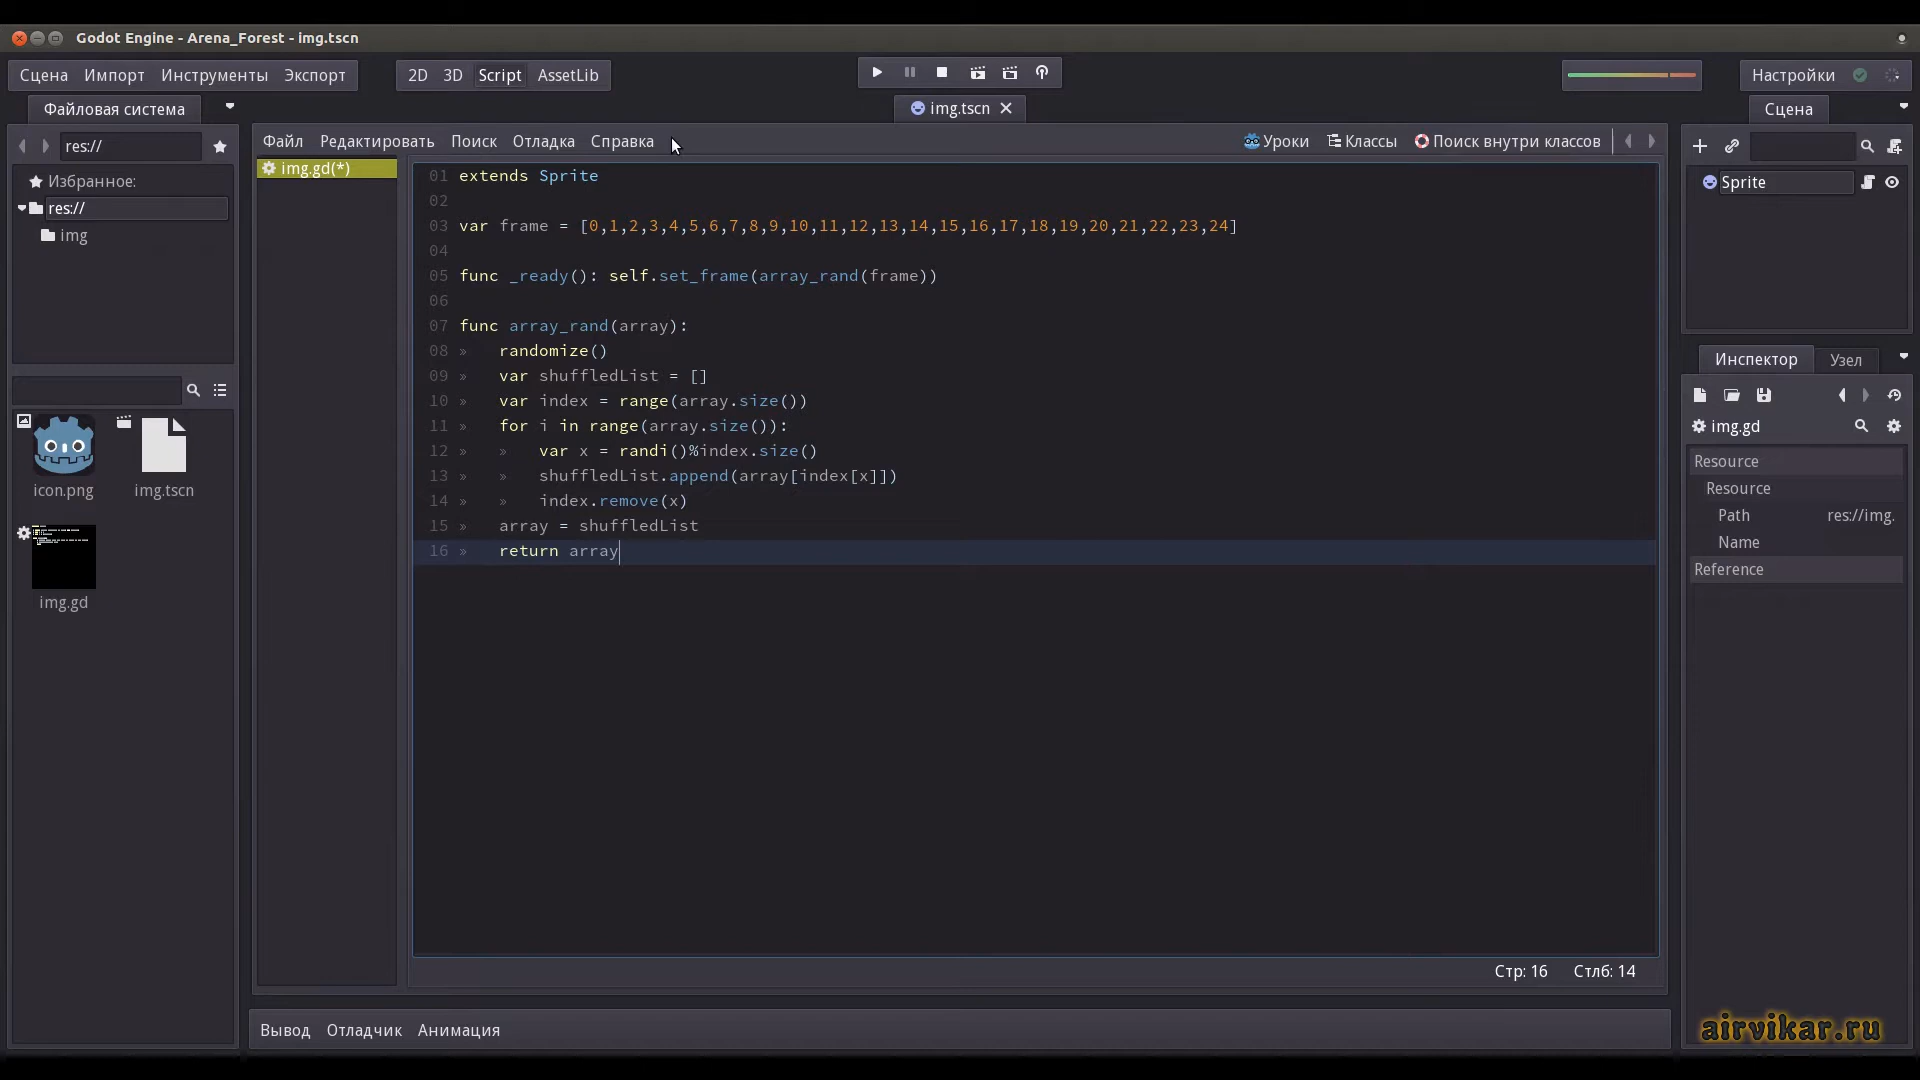 Godot Engine - Arena_Forest - img.tscn
Сцена Импорт Инструменты Экспорт
2D 3D Script AssetLib
Настройки
Файловая система
img.tscn
Сцена
res://
Файл Редактировать Поиск Отладка Справка
Уроки Классы Поиск внутри классов
Избранное:
res://
img
img.gd(*)
01 extends Sprite
02
03 var frame = [0,1,2,3,4,5,6,7,8,9,10,11,12,13,14,15,16,17,18,19,20,21,22,23,24]
04
05 func _ready(): self.set_frame(array_rand(frame))
06
07 func array_rand(array):
08 » randomize()
09 » var shuffledList = []
10 » var index = range(array.size())
11 » for i in range(array.size()):
12 » » var x = randi()%index.size()
13 » » shuffledList.append(array[index[x]])
14 » » index.remove(x)
15 » array = shuffledList
16 » return array
Sprite
Инспектор Узел
img.gd
Resource
Resource
Path res://img.
Name
Reference
icon.png img.tscn
img.gd
Стр: 16 Стлб: 14
Вывод Отладчик Анимация
airvikar.ru